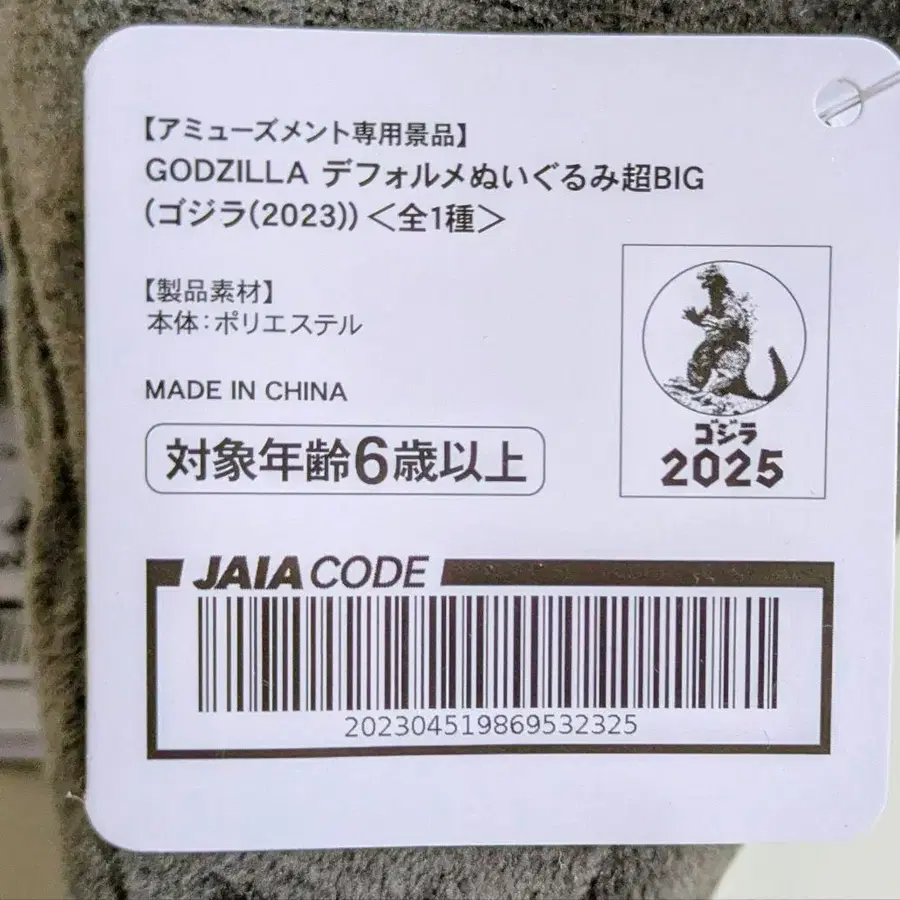 【アミューズメント専用景品】
GODZILLA デフォルメぬいぐるみ超BIG
(ゴジラ(2023))＜全1種＞
【製品素材】
本体:ポリエステル
MADE IN CHINA
対象年齢6歳以上
ゴジラ
2025
JAIA CODE
202304519869532325